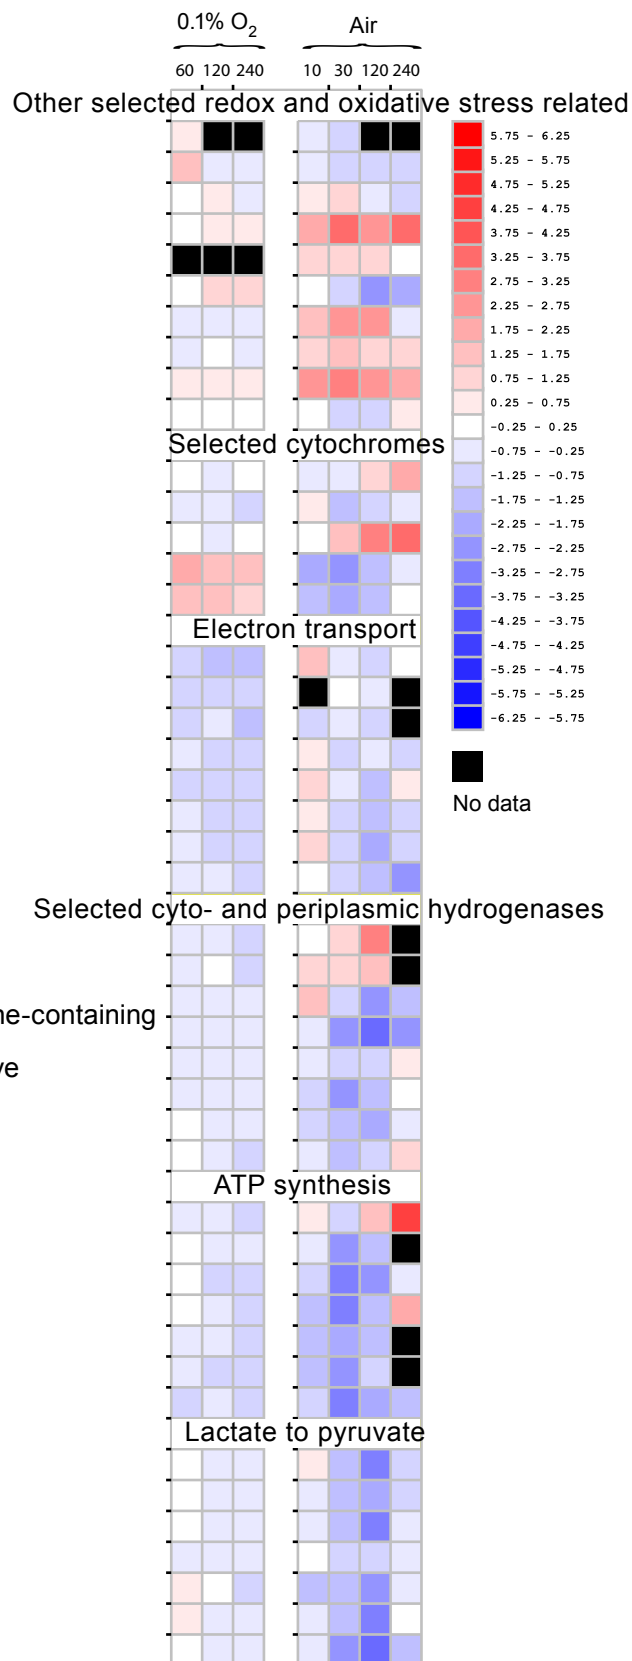 0.1% O2 Air
60 120 240 10 30 120 240
Other selected redox and oxidative stress related
5.75 - 6.25
5.25 - 5.75
4.75 - 5.25
4.25 - 4.75
3.75 - 4.25
3.25 - 3.75
2.75 - 3.25
2.25 - 2.75
1.75 - 2.25
1.25 - 1.75
0.75 - 1.25
0.25 - 0.75
-0.25 - 0.25
-0.75 - -0.25
-1.25 - -0.75
-1.75 - -1.25
-2.25 - -1.75
-2.75 - -2.25
-3.25 - -2.75
-3.75 - -3.25
-4.25 - -3.75
-4.75 - -4.25
-5.25 - -4.75
-5.75 - -5.25
-6.25 - -5.75
No data
Selected cytochromes
Electron transport
Selected cyto- and periplasmic hydrogenases
ne-containing
ve
ATP synthesis
Lactate to pyruvate